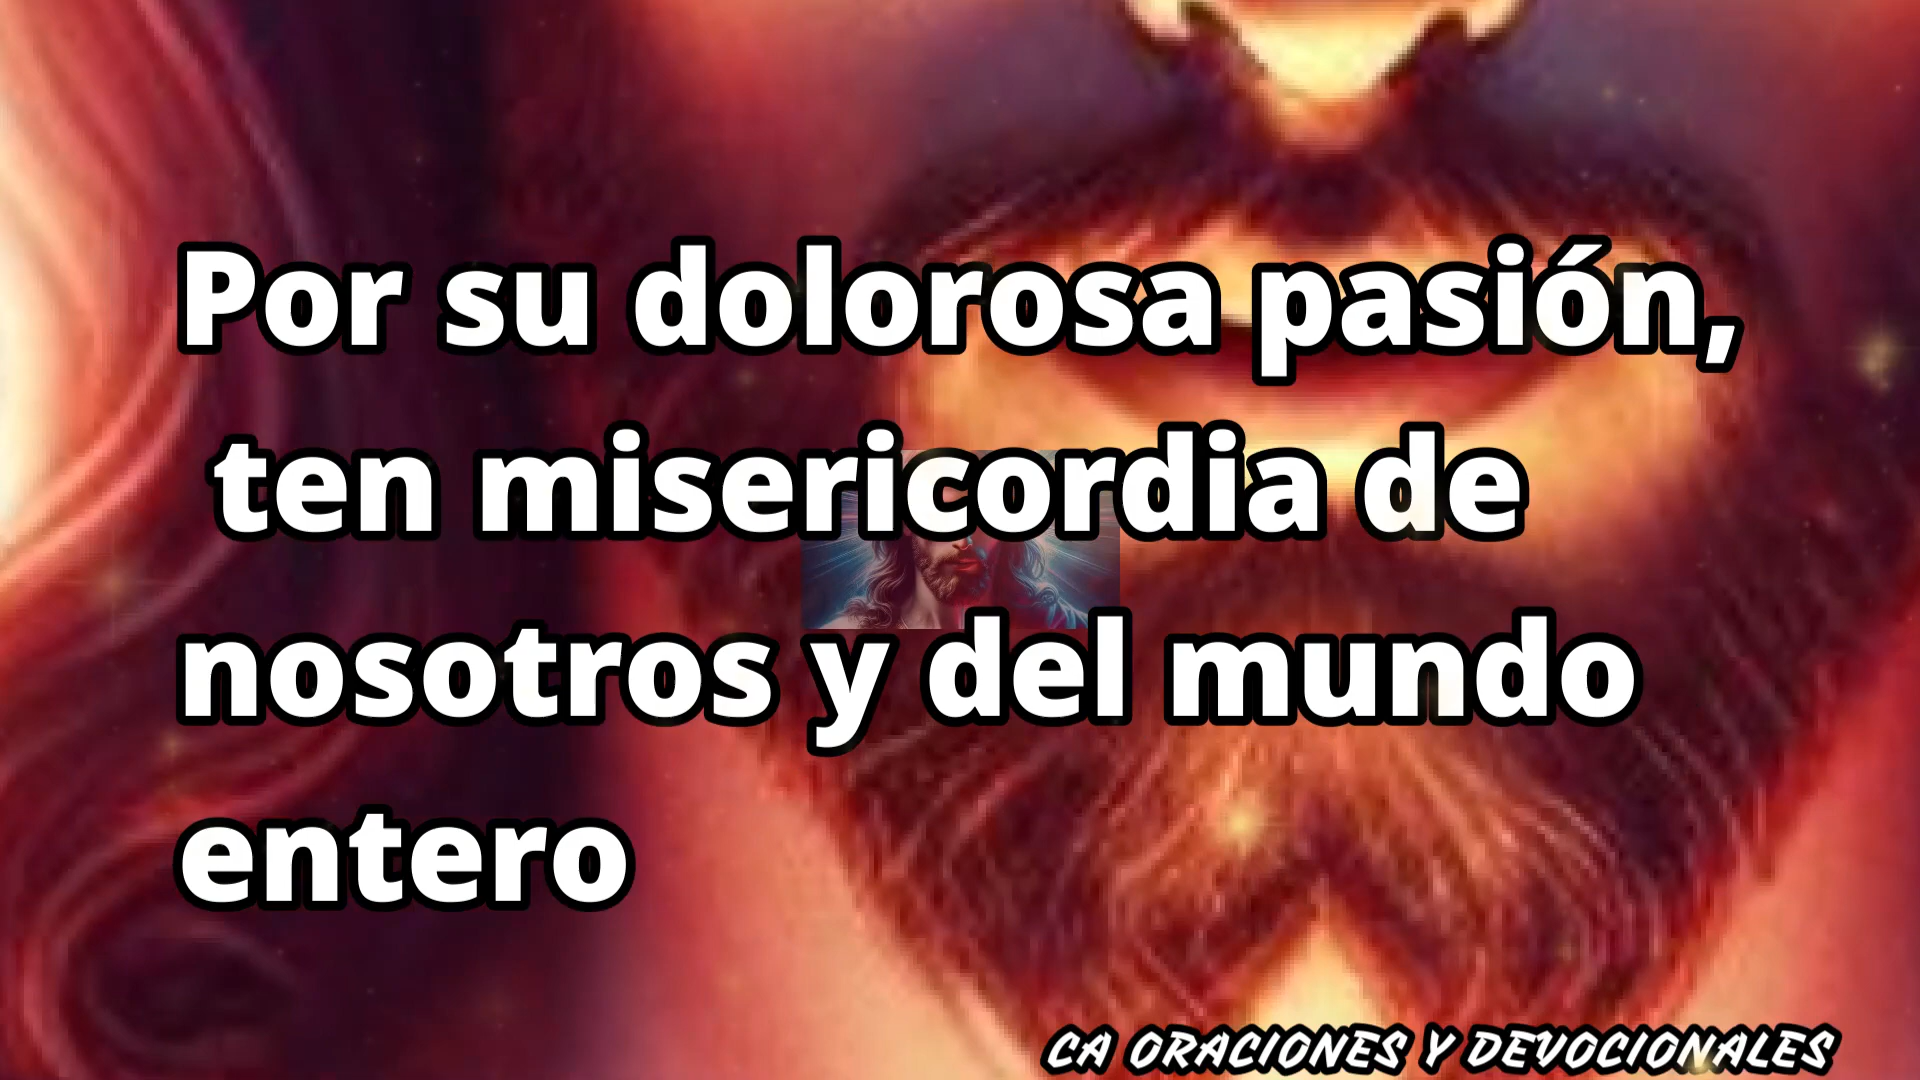 Por su dolorosa pasión,
ten misericordia de
nosotros y del mundo
entero
CA ORACIONES Y DEVOCIONALES